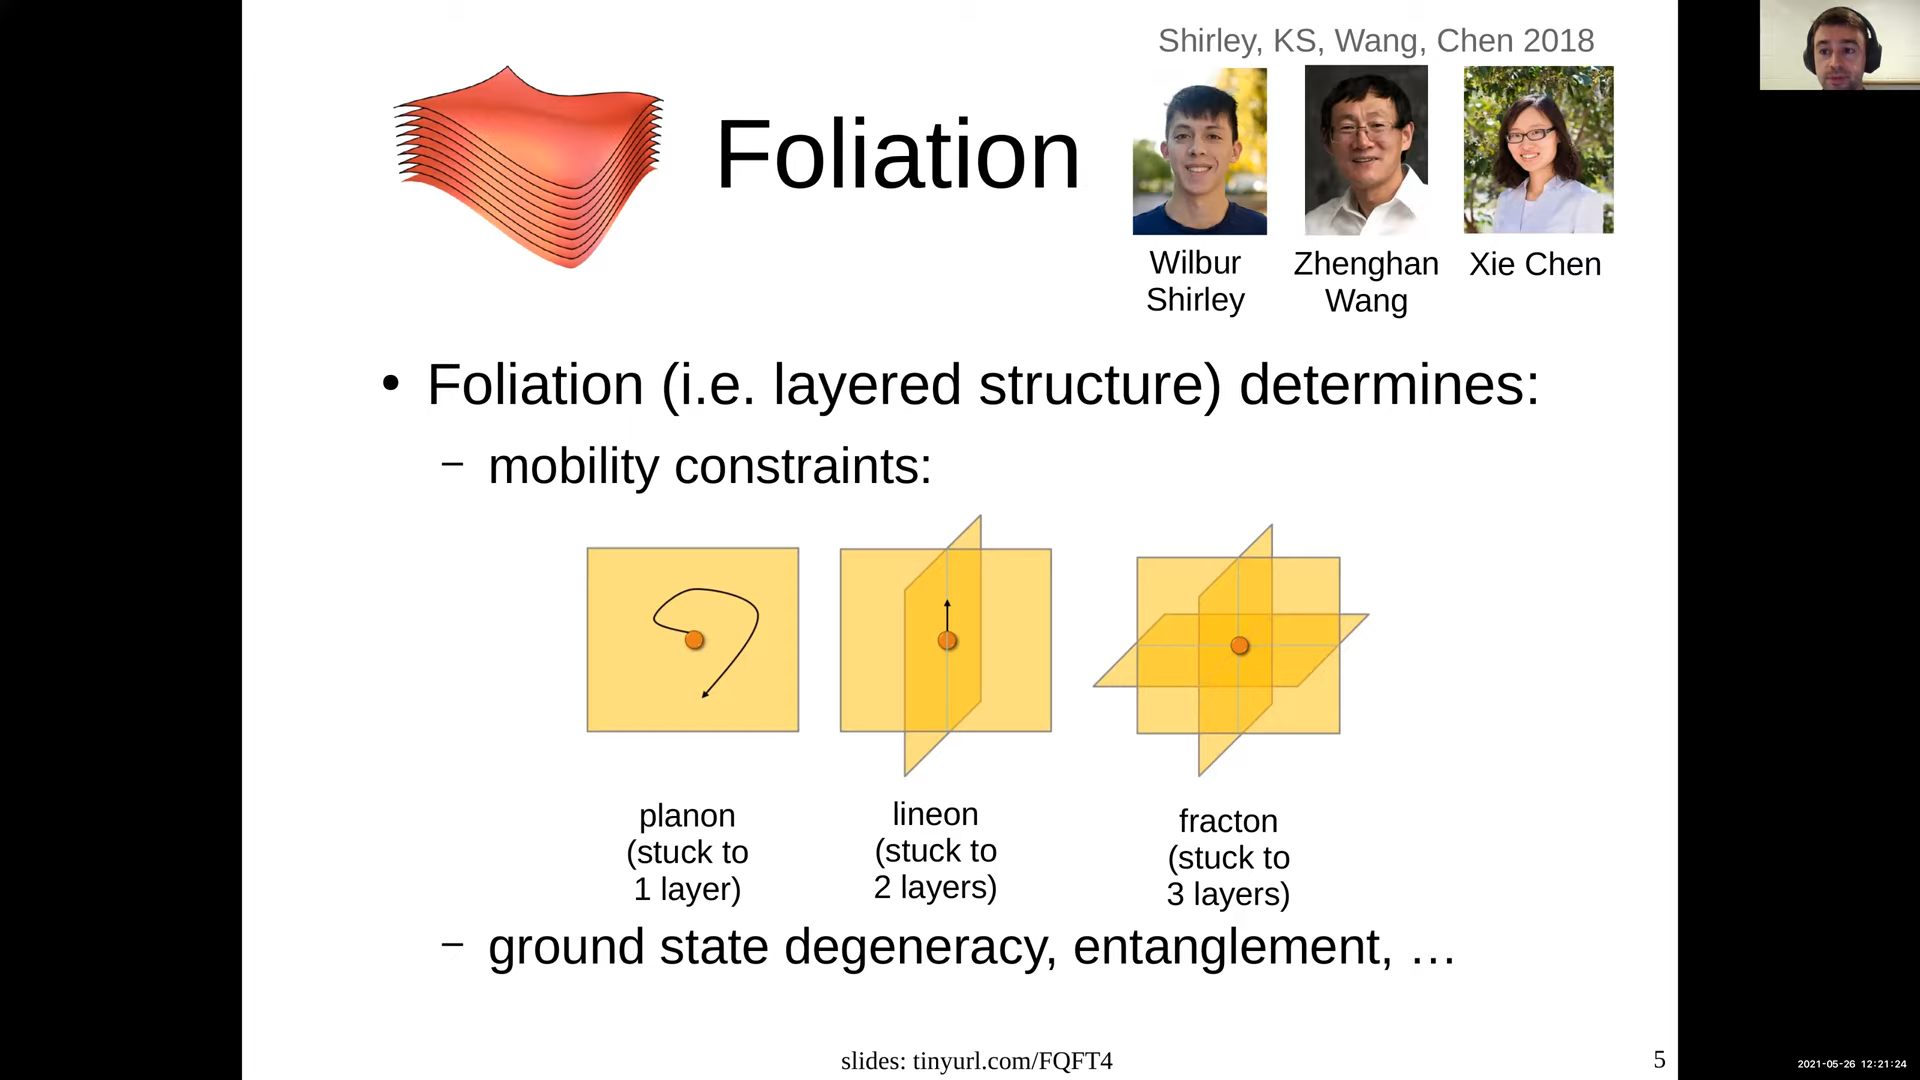 Shirley, KS, Wang, Chen 2018
Foliation
Wilbur
Shirley
Zhenghan
Wang
Xie Chen
• Foliation (i.e. layered structure) determines:
– mobility constraints:
planon
(stuck to
1 layer)
lineon
(stuck to
2 layers)
fracton
(stuck to
3 layers)
– ground state degeneracy, entanglement, …
slides: tinyurl.com/FQFT4
5
2021-05-26 12:21:24